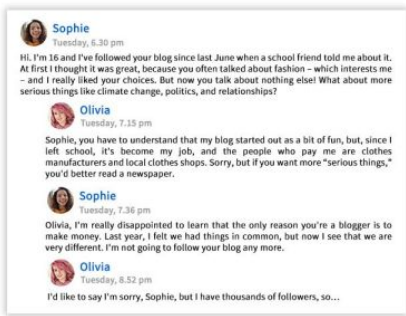 Sophie
Tuesday, 6.30 pm
Hi. I'm 16 and I've followed your blog since last June when a school friend told me about it.
At first I thought it was great, because you often talked about fashion – which interests me
– and I really liked your choices. But now you talk about nothing else! What about more
serious things like climate change, politics, and relationships?
Olivia
Tuesday, 7.15 pm
Sophie, you have to understand that my blog started out as a bit of fun, but, since I
left school, it's become my job, and the people who pay me are clothes
manufacturers and local clothes shops. Sorry, but if you want more “serious things,”
you'd better read a newspaper.
Sophie
Tuesday, 7.36 pm
Olivia, I'm really disappointed to learn that the only reason you're a blogger is to
make money. Last year, I felt we had things in common, but now I see that we are
very different. I'm not going to follow your blog any more.
Olivia
Tuesday, 8.52 pm
I'd like to say I'm sorry, Sophie, but I have thousands of followers, so…